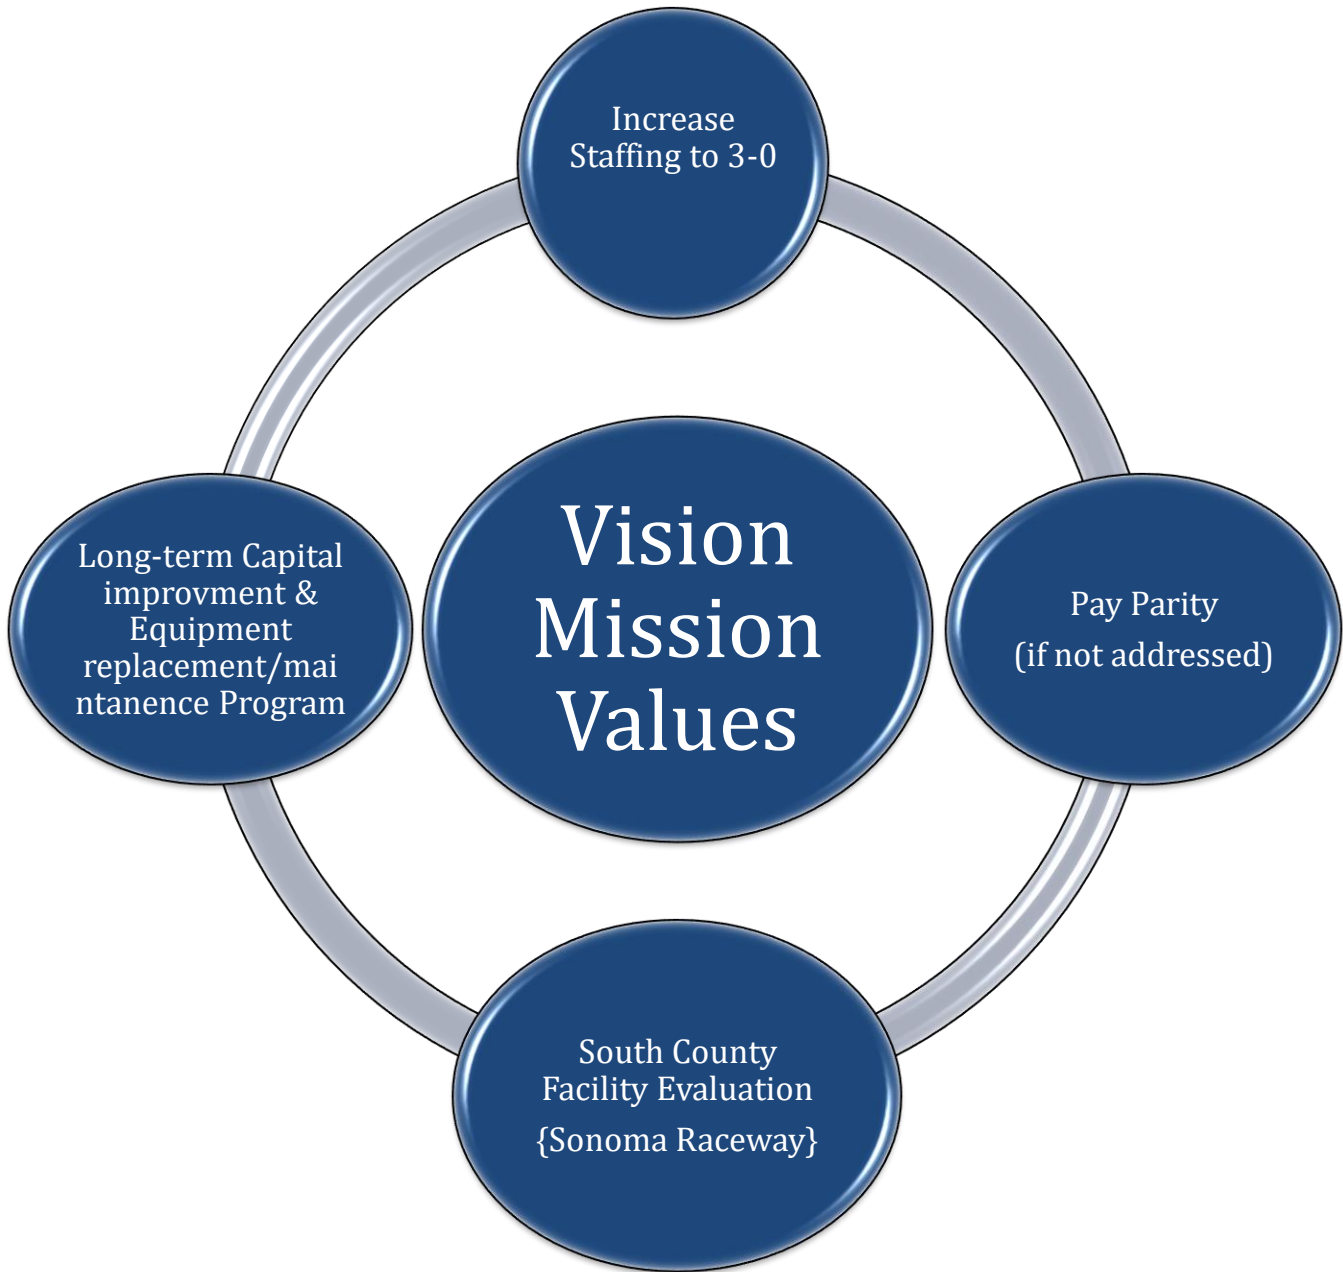 Increase
Staffing to 3-0
Long-term Capital
improvment &
Equipment
replacement/mai
ntanence Program
Vision
Mission
Values
Pay Parity
(if not addressed)
South County
Facility Evaluation
{Sonoma Raceway}